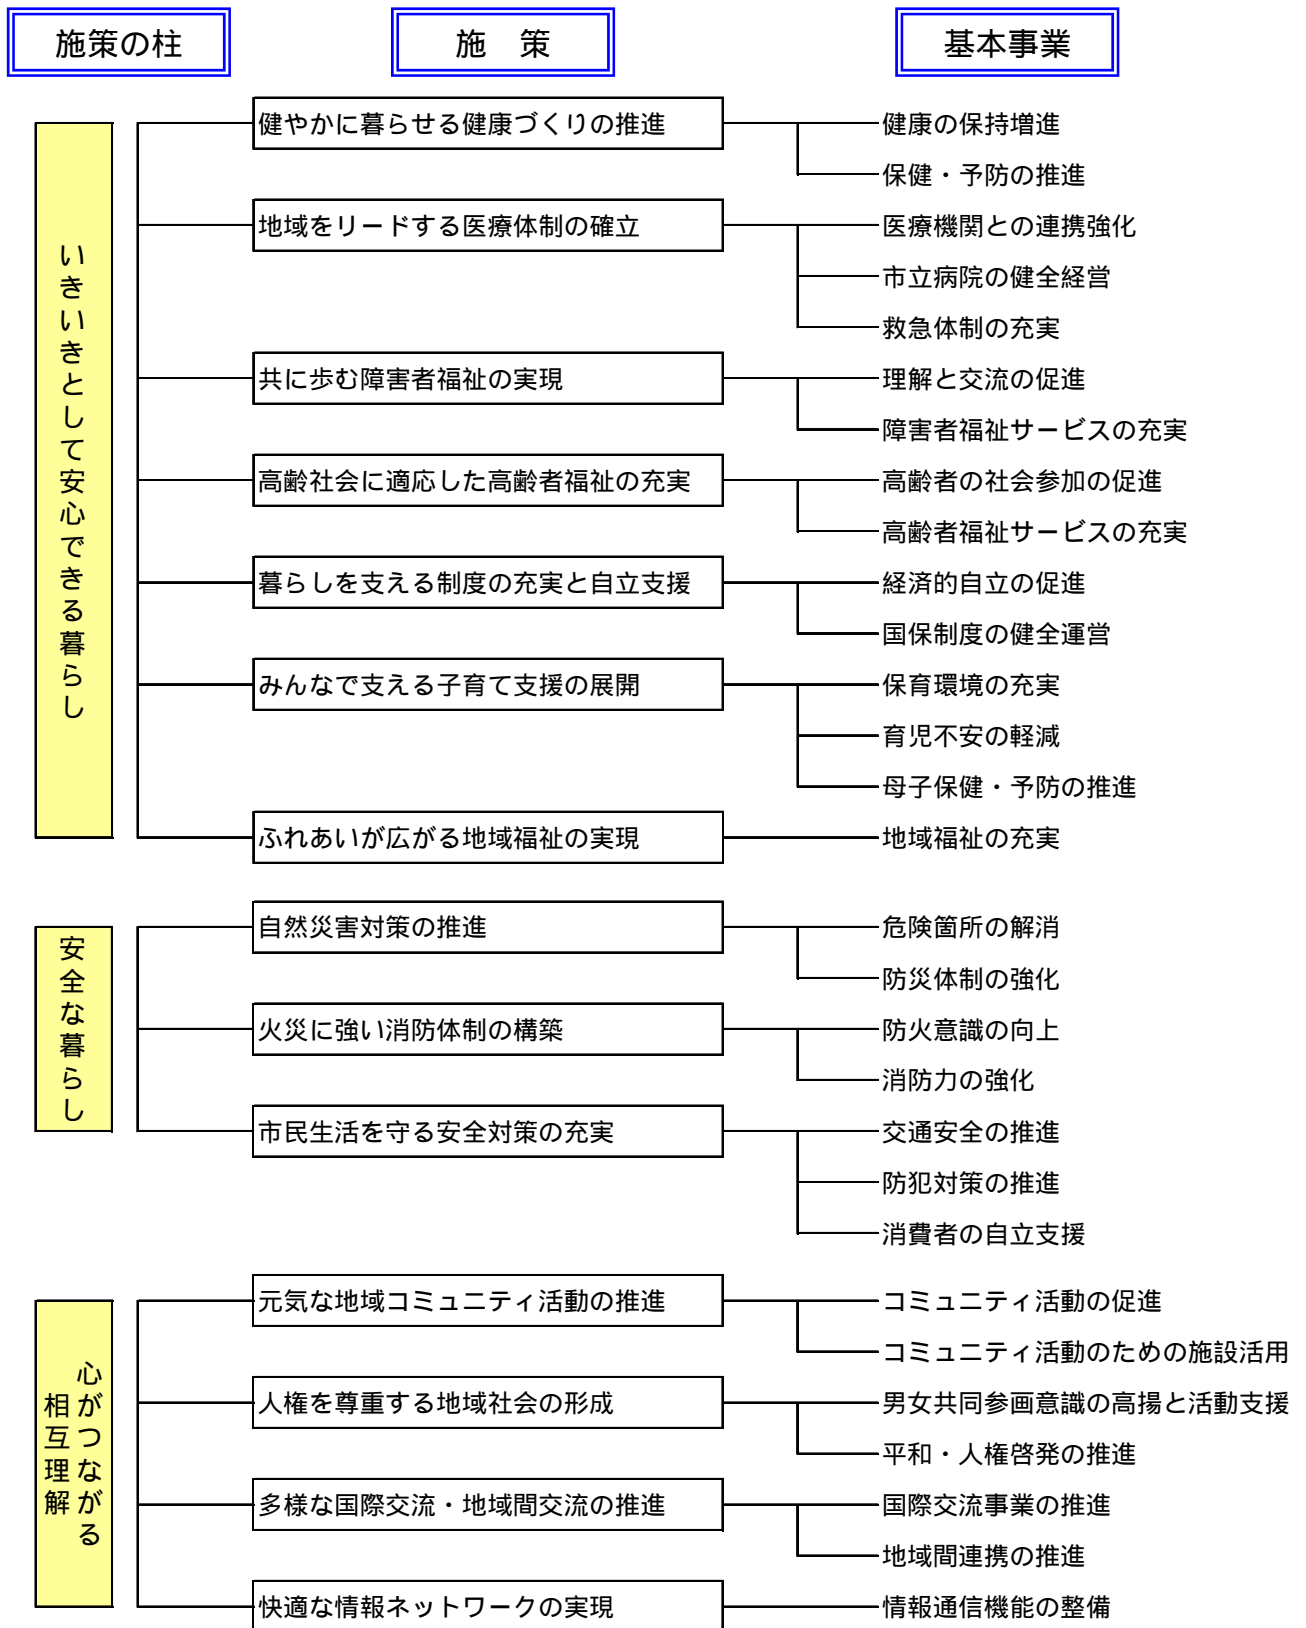 施策の柱
施　策
基本事業
いきいきとして安心できる暮らし
健やかに暮らせる健康づくりの推進
健康の保持増進
保健・予防の推進
地域をリードする医療体制の確立
医療機関との連携強化
市立病院の健全経営
救急体制の充実
共に歩む障害者福祉の実現
理解と交流の促進
障害者福祉サービスの充実
高齢社会に適応した高齢者福祉の充実
高齢者の社会参加の促進
高齢者福祉サービスの充実
暮らしを支える制度の充実と自立支援
経済的自立の促進
国保制度の健全運営
みんなで支える子育て支援の展開
保育環境の充実
育児不安の軽減
母子保健・予防の推進
ふれあいが広がる地域福祉の実現
地域福祉の充実
安全な暮らし
自然災害対策の推進
危険箇所の解消
防災体制の強化
火災に強い消防体制の構築
防火意識の向上
消防力の強化
市民生活を守る安全対策の充実
交通安全の推進
防犯対策の推進
消費者の自立支援
心がつながる
相互理解
元気な地域コミュニティ活動の推進
コミュニティ活動の促進
コミュニティ活動のための施設活用
人権を尊重する地域社会の形成
男女共同参画意識の高揚と活動支援
平和・人権啓発の推進
多様な国際交流・地域間交流の推進
国際交流事業の推進
地域間連携の推進
快適な情報ネットワークの実現
情報通信機能の整備